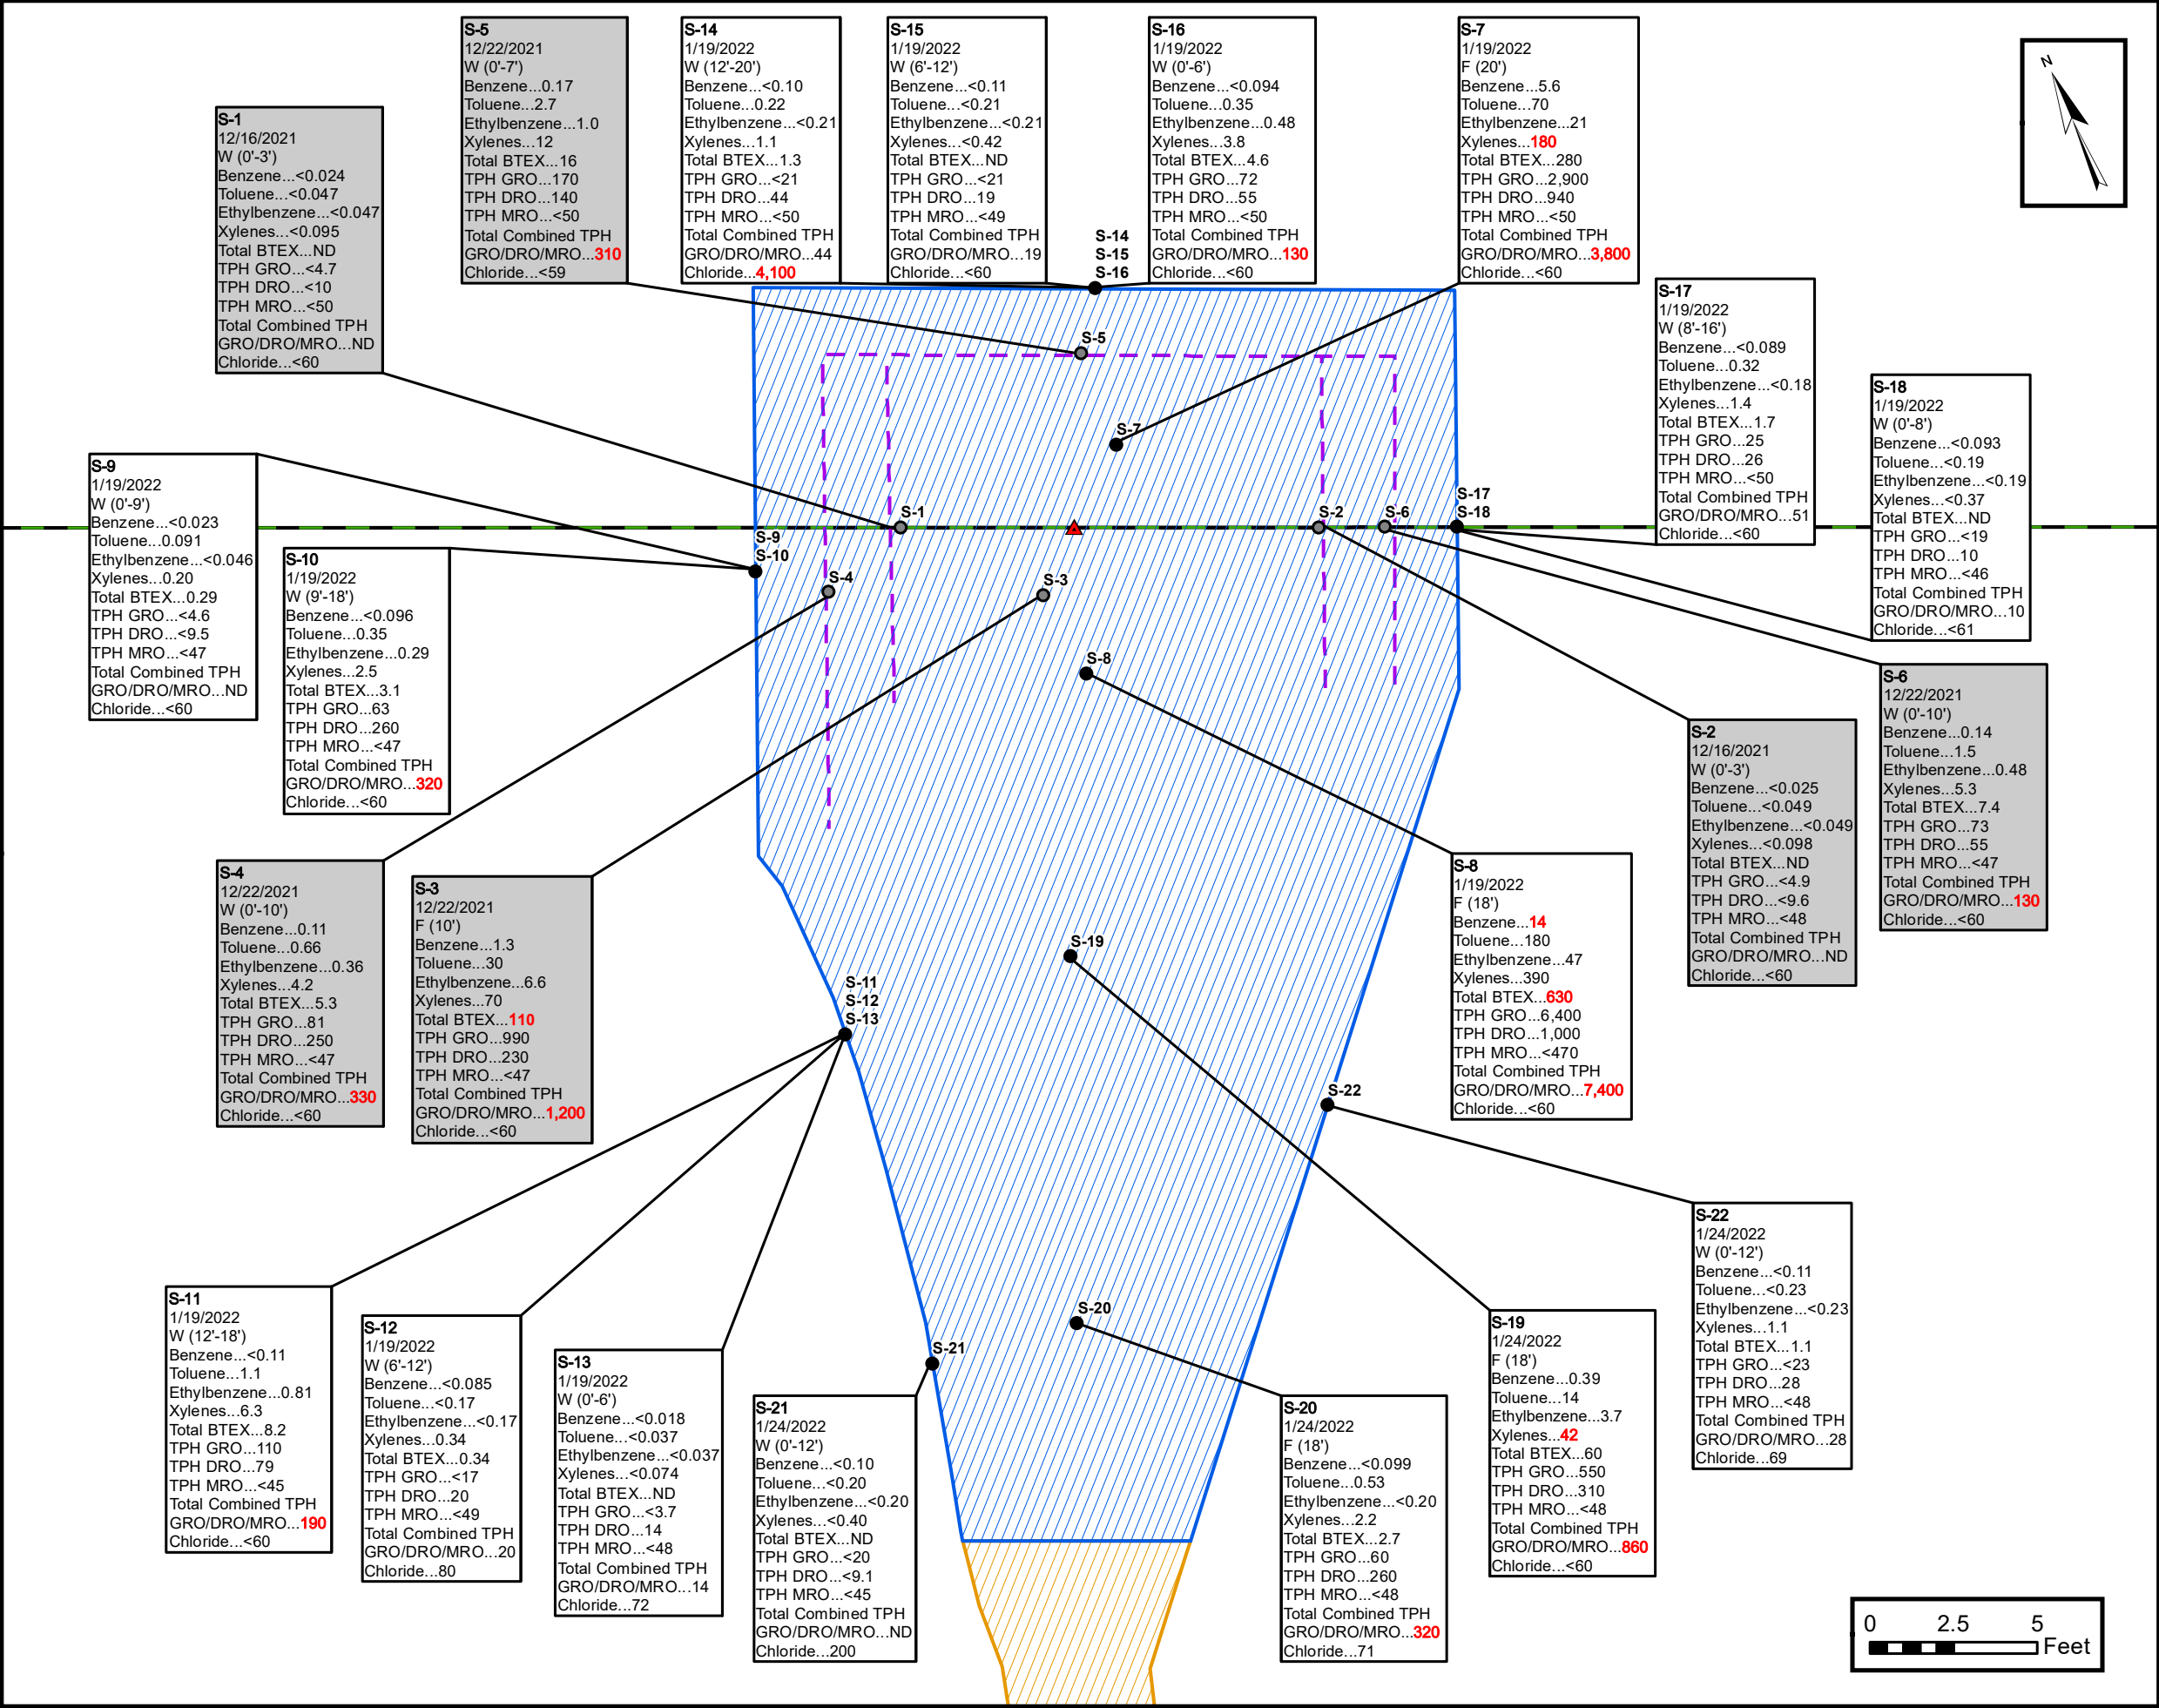 S-5
12/22/2021
W (0'-7')
Benzene...0.17
Toluene...2.7
Ethylbenzene...1.0
Xylenes...12
Total BTEX...16
TPH GRO...170
TPH DRO...140
TPH MRO...<50
Total Combined TPH
GRO/DRO/MRO...310
Chloride...<59
S-14
1/19/2022
W (12'-20')
Benzene...<0.10
Toluene...0.22
Ethylbenzene...<0.21
Xylenes...1.1
Total BTEX...1.3
TPH GRO...<21
TPH DRO...44
TPH MRO...<50
Total Combined TPH
GRO/DRO/MRO...44
Chloride...4,100
S-15
1/19/2022
W (6'-12')
Benzene...<0.11
Toluene...<0.21
Ethylbenzene...<0.21
Xylenes...<0.42
Total BTEX...ND
TPH GRO...<21
TPH DRO...19
TPH MRO...<49
Total Combined TPH
GRO/DRO/MRO...19
Chloride...<60
S-16
1/19/2022
W (0'-6')
Benzene...<0.094
Toluene...0.35
Ethylbenzene...0.48
Xylenes...3.8
Total BTEX...4.6
TPH GRO...72
TPH DRO...55
TPH MRO...<50
Total Combined TPH
GRO/DRO/MRO...130
Chloride...<60
S-7
1/19/2022
F (20')
Benzene...5.6
Toluene...70
Ethylbenzene...21
Xylenes...180
Total BTEX...280
TPH GRO...2,900
TPH DRO...940
TPH MRO...<50
Total Combined TPH
GRO/DRO/MRO...3,800
Chloride...<60
N
S-1
12/16/2021
W (0'-3')
Benzene...<0.024
Toluene...<0.047
Ethylbenzene...<0.047
Xylenes...<0.095
Total BTEX...ND
TPH GRO...<4.7
TPH DRO...<10
TPH MRO...<50
Total Combined TPH
GRO/DRO/MRO...ND
Chloride...<60
S-14
S-15
S-16
S-17
1/19/2022
W (8'-16')
Benzene...<0.089
Toluene...0.32
Ethylbenzene...<0.18
Xylenes...1.4
Total BTEX...1.7
TPH GRO...25
TPH DRO...26
TPH MRO...<50
Total Combined TPH
GRO/DRO/MRO...51
Chloride...<60
S-18
1/19/2022
W (0'-8')
Benzene...<0.093
Toluene...<0.19
Ethylbenzene...<0.19
Xylenes...<0.37
Total BTEX...ND
TPH GRO...<19
TPH DRO...10
TPH MRO...<46
Total Combined TPH
GRO/DRO/MRO...10
Chloride...<61
S-5
S-7
S-9
1/19/2022
W (0'-9')
Benzene...<0.023
Toluene...0.091
Ethylbenzene...<0.046
Xylenes...0.20
Total BTEX...0.29
TPH GRO...<4.6
TPH DRO...<9.5
TPH MRO...<47
Total Combined TPH
GRO/DRO/MRO...ND
Chloride...<60
S-17
S-18
S-1
S-2
S-6
S-9
S-10
S-4
S-3
S-10
1/19/2022
W (9'-18')
Benzene...<0.096
Toluene...0.35
Ethylbenzene...0.29
Xylenes...2.5
Total BTEX...3.1
TPH GRO...63
TPH DRO...260
TPH MRO...<47
Total Combined TPH
GRO/DRO/MRO...320
Chloride...<60
S-8
S-6
12/22/2021
W (0'-10')
Benzene...0.14
Toluene...1.5
Ethylbenzene...0.48
Xylenes...5.3
Total BTEX...7.4
TPH GRO...73
TPH DRO...55
TPH MRO...<47
Total Combined TPH
GRO/DRO/MRO...130
Chloride...<60
S-2
12/16/2021
W (0'-3')
Benzene...<0.025
Toluene...<0.049
Ethylbenzene...<0.049
Xylenes...<0.098
Total BTEX...ND
TPH GRO...<4.9
TPH DRO...<9.6
TPH MRO...<48
Total Combined TPH
GRO/DRO/MRO...ND
Chloride...<60
S-4
12/22/2021
W (0'-10')
Benzene...0.11
Toluene...0.66
Ethylbenzene...0.36
Xylenes...4.2
Total BTEX...5.3
TPH GRO...81
TPH DRO...250
TPH MRO...<47
Total Combined TPH
GRO/DRO/MRO...330
Chloride...<60
S-3
12/22/2021
F (10')
Benzene...1.3
Toluene...30
Ethylbenzene...6.6
Xylenes...70
Total BTEX...110
TPH GRO...990
TPH DRO...230
TPH MRO...<47
Total Combined TPH
GRO/DRO/MRO...1,200
Chloride...<60
S-8
1/19/2022
F (18')
Benzene...14
Toluene...180
Ethylbenzene...47
Xylenes...390
Total BTEX...630
TPH GRO...6,400
TPH DRO...1,000
TPH MRO...<470
Total Combined TPH
GRO/DRO/MRO...7,400
Chloride...<60
S-19
S-11
S-12
S-13
S-22
S-22
1/24/2022
W (0'-12')
Benzene...<0.11
Toluene...<0.23
Ethylbenzene...<0.23
Xylenes...1.1
Total BTEX...1.1
TPH GRO...<23
TPH DRO...28
TPH MRO...<48
Total Combined TPH
GRO/DRO/MRO...28
Chloride...69
S-11
1/19/2022
W (12'-18')
Benzene...<0.11
Toluene...1.1
Ethylbenzene...0.81
Xylenes...6.3
Total BTEX...8.2
TPH GRO...110
TPH DRO...79
TPH MRO...<45
Total Combined TPH
GRO/DRO/MRO...190
Chloride...<60
S-12
1/19/2022
W (6'-12')
Benzene...<0.085
Toluene...<0.17
Ethylbenzene...<0.17
Xylenes...0.34
Total BTEX...0.34
TPH GRO...<17
TPH DRO...20
TPH MRO...<49
Total Combined TPH
GRO/DRO/MRO...20
Chloride...80
S-13
1/19/2022
W (0'-6')
Benzene...<0.018
Toluene...<0.037
Ethylbenzene...<0.037
Xylenes...<0.074
Total BTEX...ND
TPH GRO...<3.7
TPH DRO...14
TPH MRO...<48
Total Combined TPH
GRO/DRO/MRO...14
Chloride...72
S-20
S-21
S-21
1/24/2022
W (0'-12')
Benzene...<0.10
Toluene...<0.20
Ethylbenzene...<0.20
Xylenes...<0.40
Total BTEX...ND
TPH GRO...<20
TPH DRO...<9.1
TPH MRO...<45
Total Combined TPH
GRO/DRO/MRO...ND
Chloride...200
S-20
1/24/2022
F (18')
Benzene...<0.099
Toluene...0.53
Ethylbenzene...<0.20
Xylenes...2.2
Total BTEX...2.7
TPH GRO...60
TPH DRO...260
TPH MRO...<48
Total Combined TPH
GRO/DRO/MRO...320
Chloride...71
S-19
1/24/2022
F (18')
Benzene...0.39
Toluene...14
Ethylbenzene...3.7
Xylenes...42
Total BTEX...60
TPH GRO...550
TPH DRO...310
TPH MRO...<48
Total Combined TPH
GRO/DRO/MRO...860
Chloride...<60
0 2.5 5
Feet